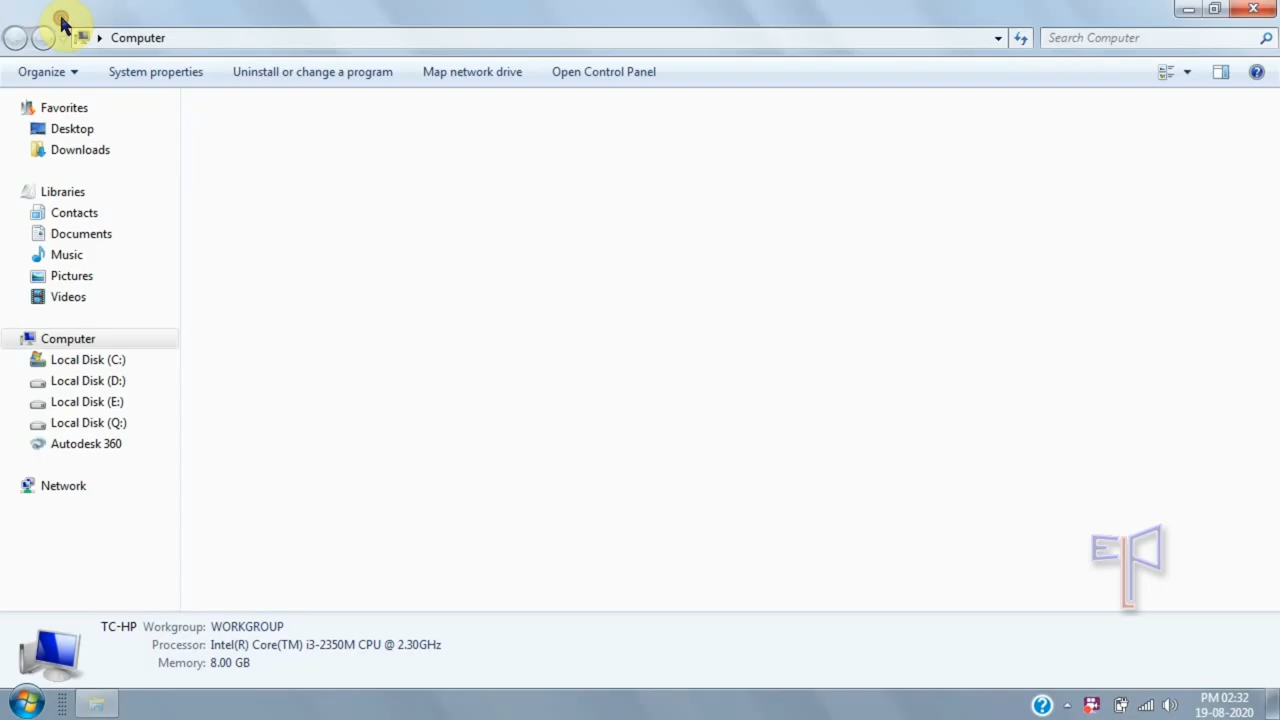 Computer
Search Computer
Organize
System properties
Uninstall or change a program
Map network drive
Open Control Panel
Favorites
Desktop
Downloads
Libraries
Contacts
Documents
Music
Pictures
Videos
Computer
Local Disk (C:)
Local Disk (D:)
Local Disk (E:)
Local Disk (Q:)
Autodesk 360
Network
TC-HP Workgroup: WORKGROUP
Processor: Intel(R) Core(TM) i3-2350M CPU @ 2.30GHz
Memory: 8.00 GB
PM 02:32
19-08-2020